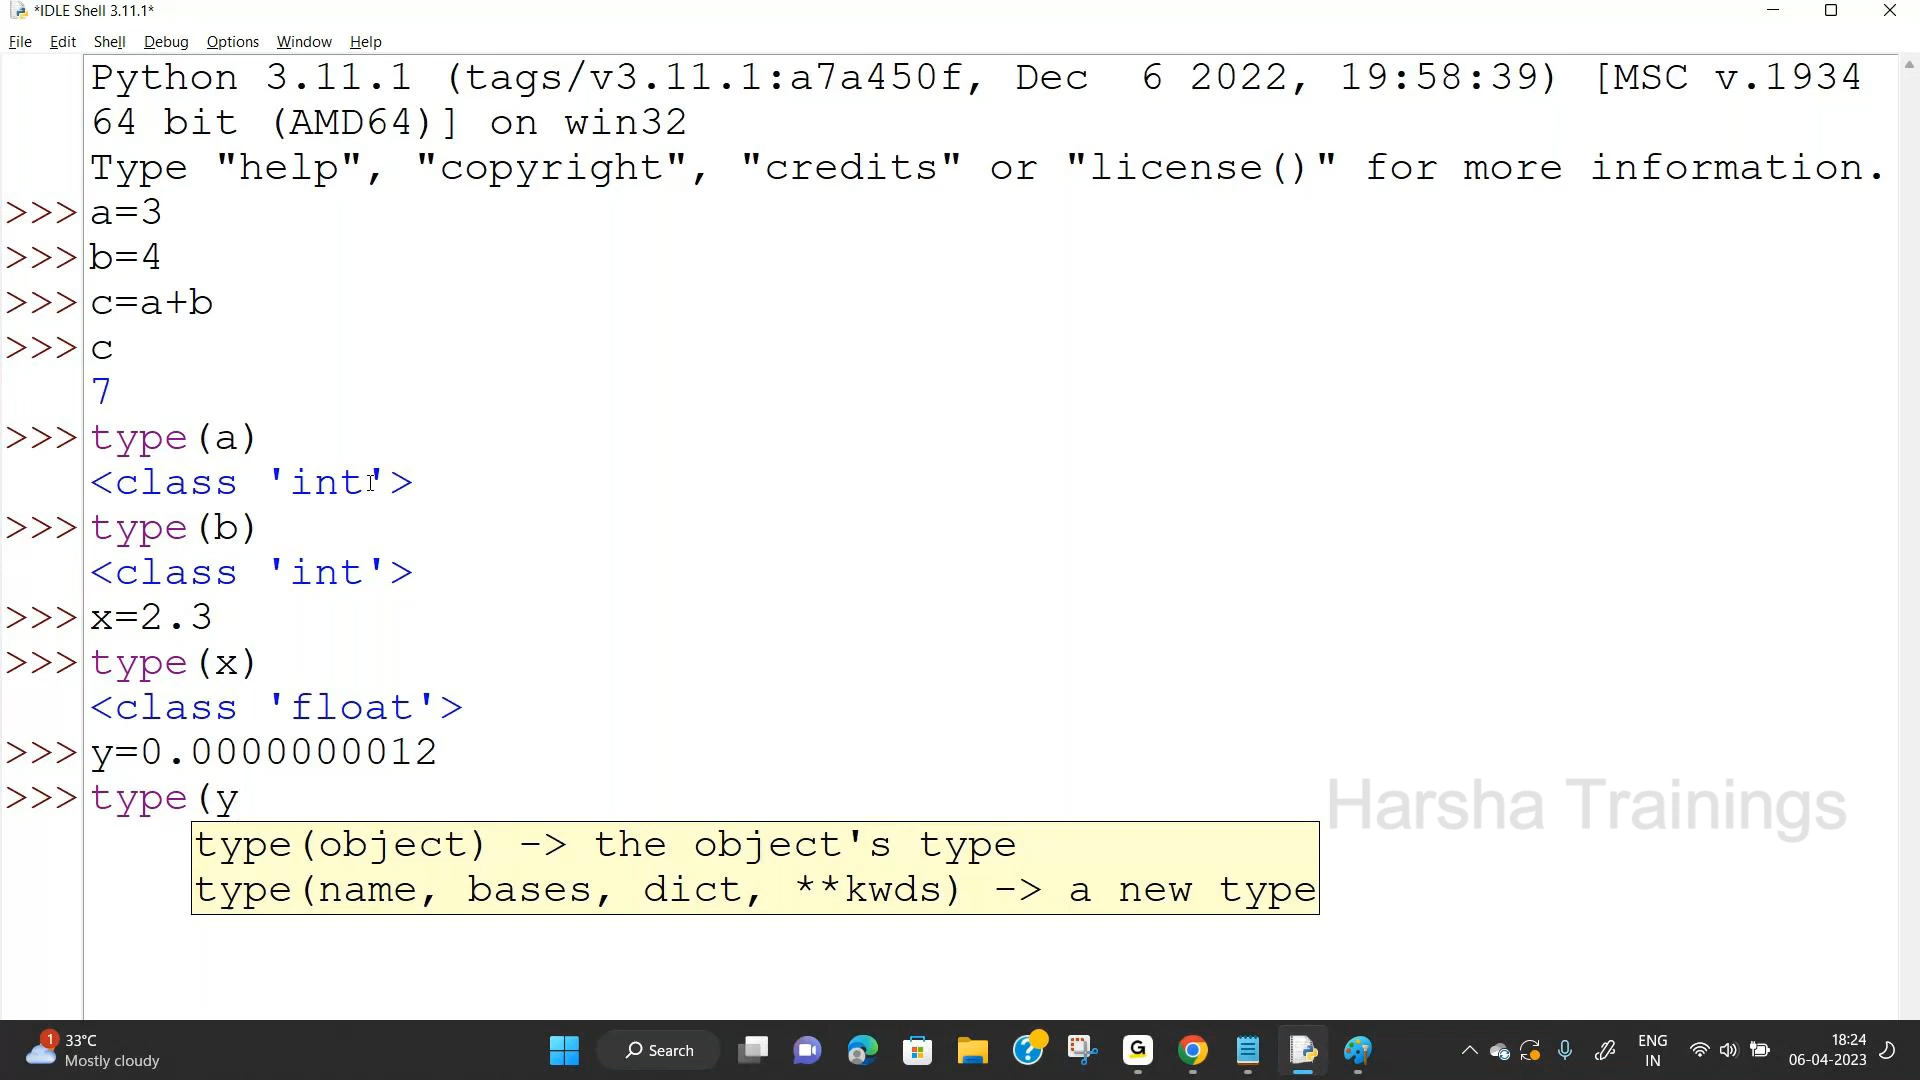 *IDLE Shell 3.11.1*
File Edit Shell Debug Options Window Help
Python 3.11.1 (tags/v3.11.1:a7a450f, Dec  6 2022, 19:58:39) [MSC v.1934
64 bit (AMD64)] on win32
Type "help", "copyright", "credits" or "license()" for more information.
>>> a=3
>>> b=4
>>> c=a+b
>>> c
7
>>> type(a)
<class 'int'>
>>> type(b)
<class 'int'>
>>> x=2.3
>>> type(x)
<class 'float'>
>>> y=0.0000000012
>>> type(y
Harsha Trainings
type(object) -> the object's type
type(name, bases, dict, **kwds) -> a new type
1
33°C
Mostly cloudy
Search
G
ENG
IN
18:24
06-04-2023